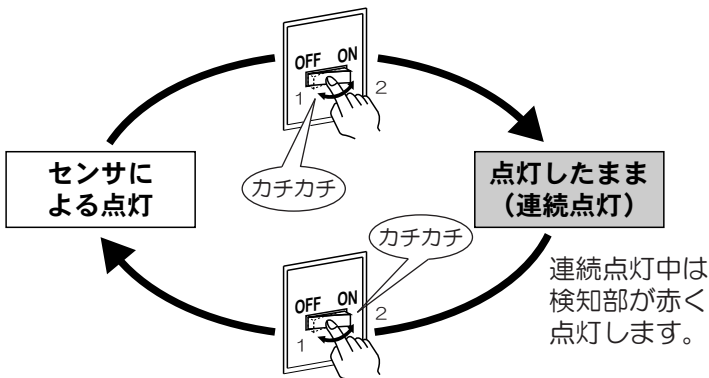 OFF ON
1
2
カチカチ
センサに
よる点灯
点灯したまま
（連続点灯）
カチカチ
OFF ON
1
2
連続点灯中は
検知部が赤く
点灯します。